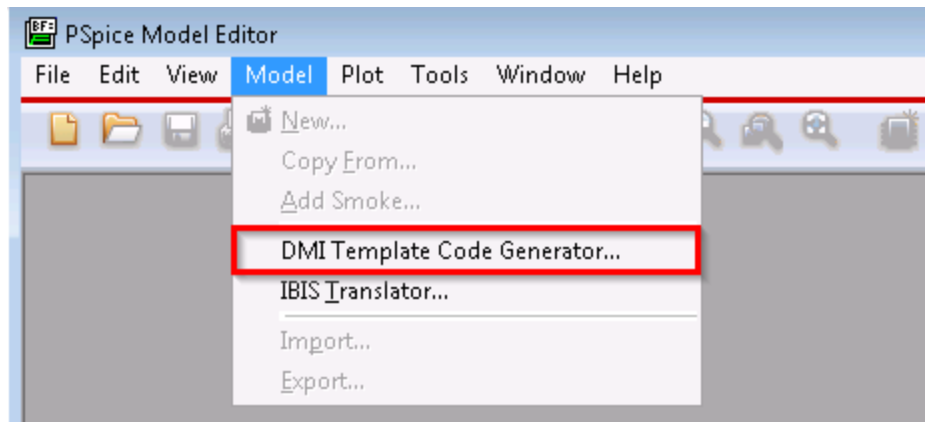 BF:
PSpice Model Editor
File Edit View Model Plot Tools Window Help
New...
Copy From...
Add Smoke...
DMI Template Code Generator...
IBIS Translator...
Import...
Export...